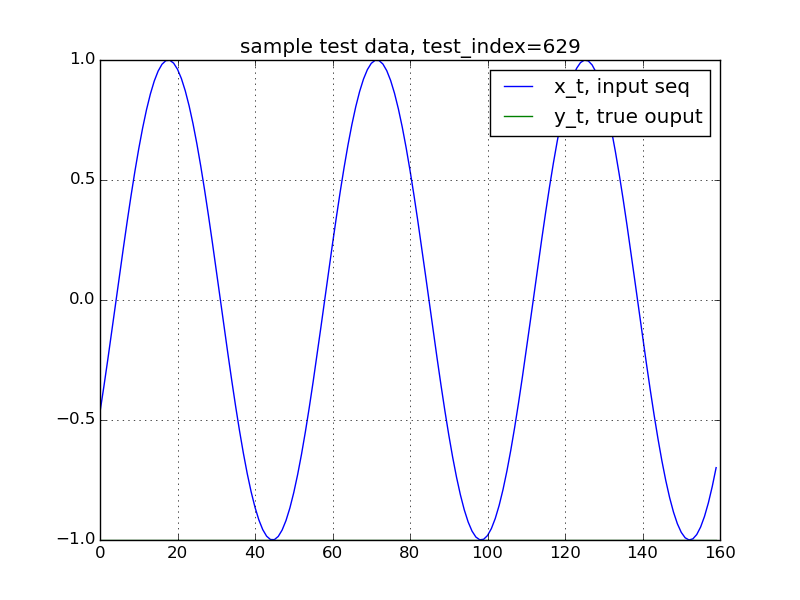 sample test data, test_index=629
x_t, input seq
y_t, true ouput
1.0
0.5
0.0
−0.5
−1.0
0 20 40 60 80 100 120 140 160